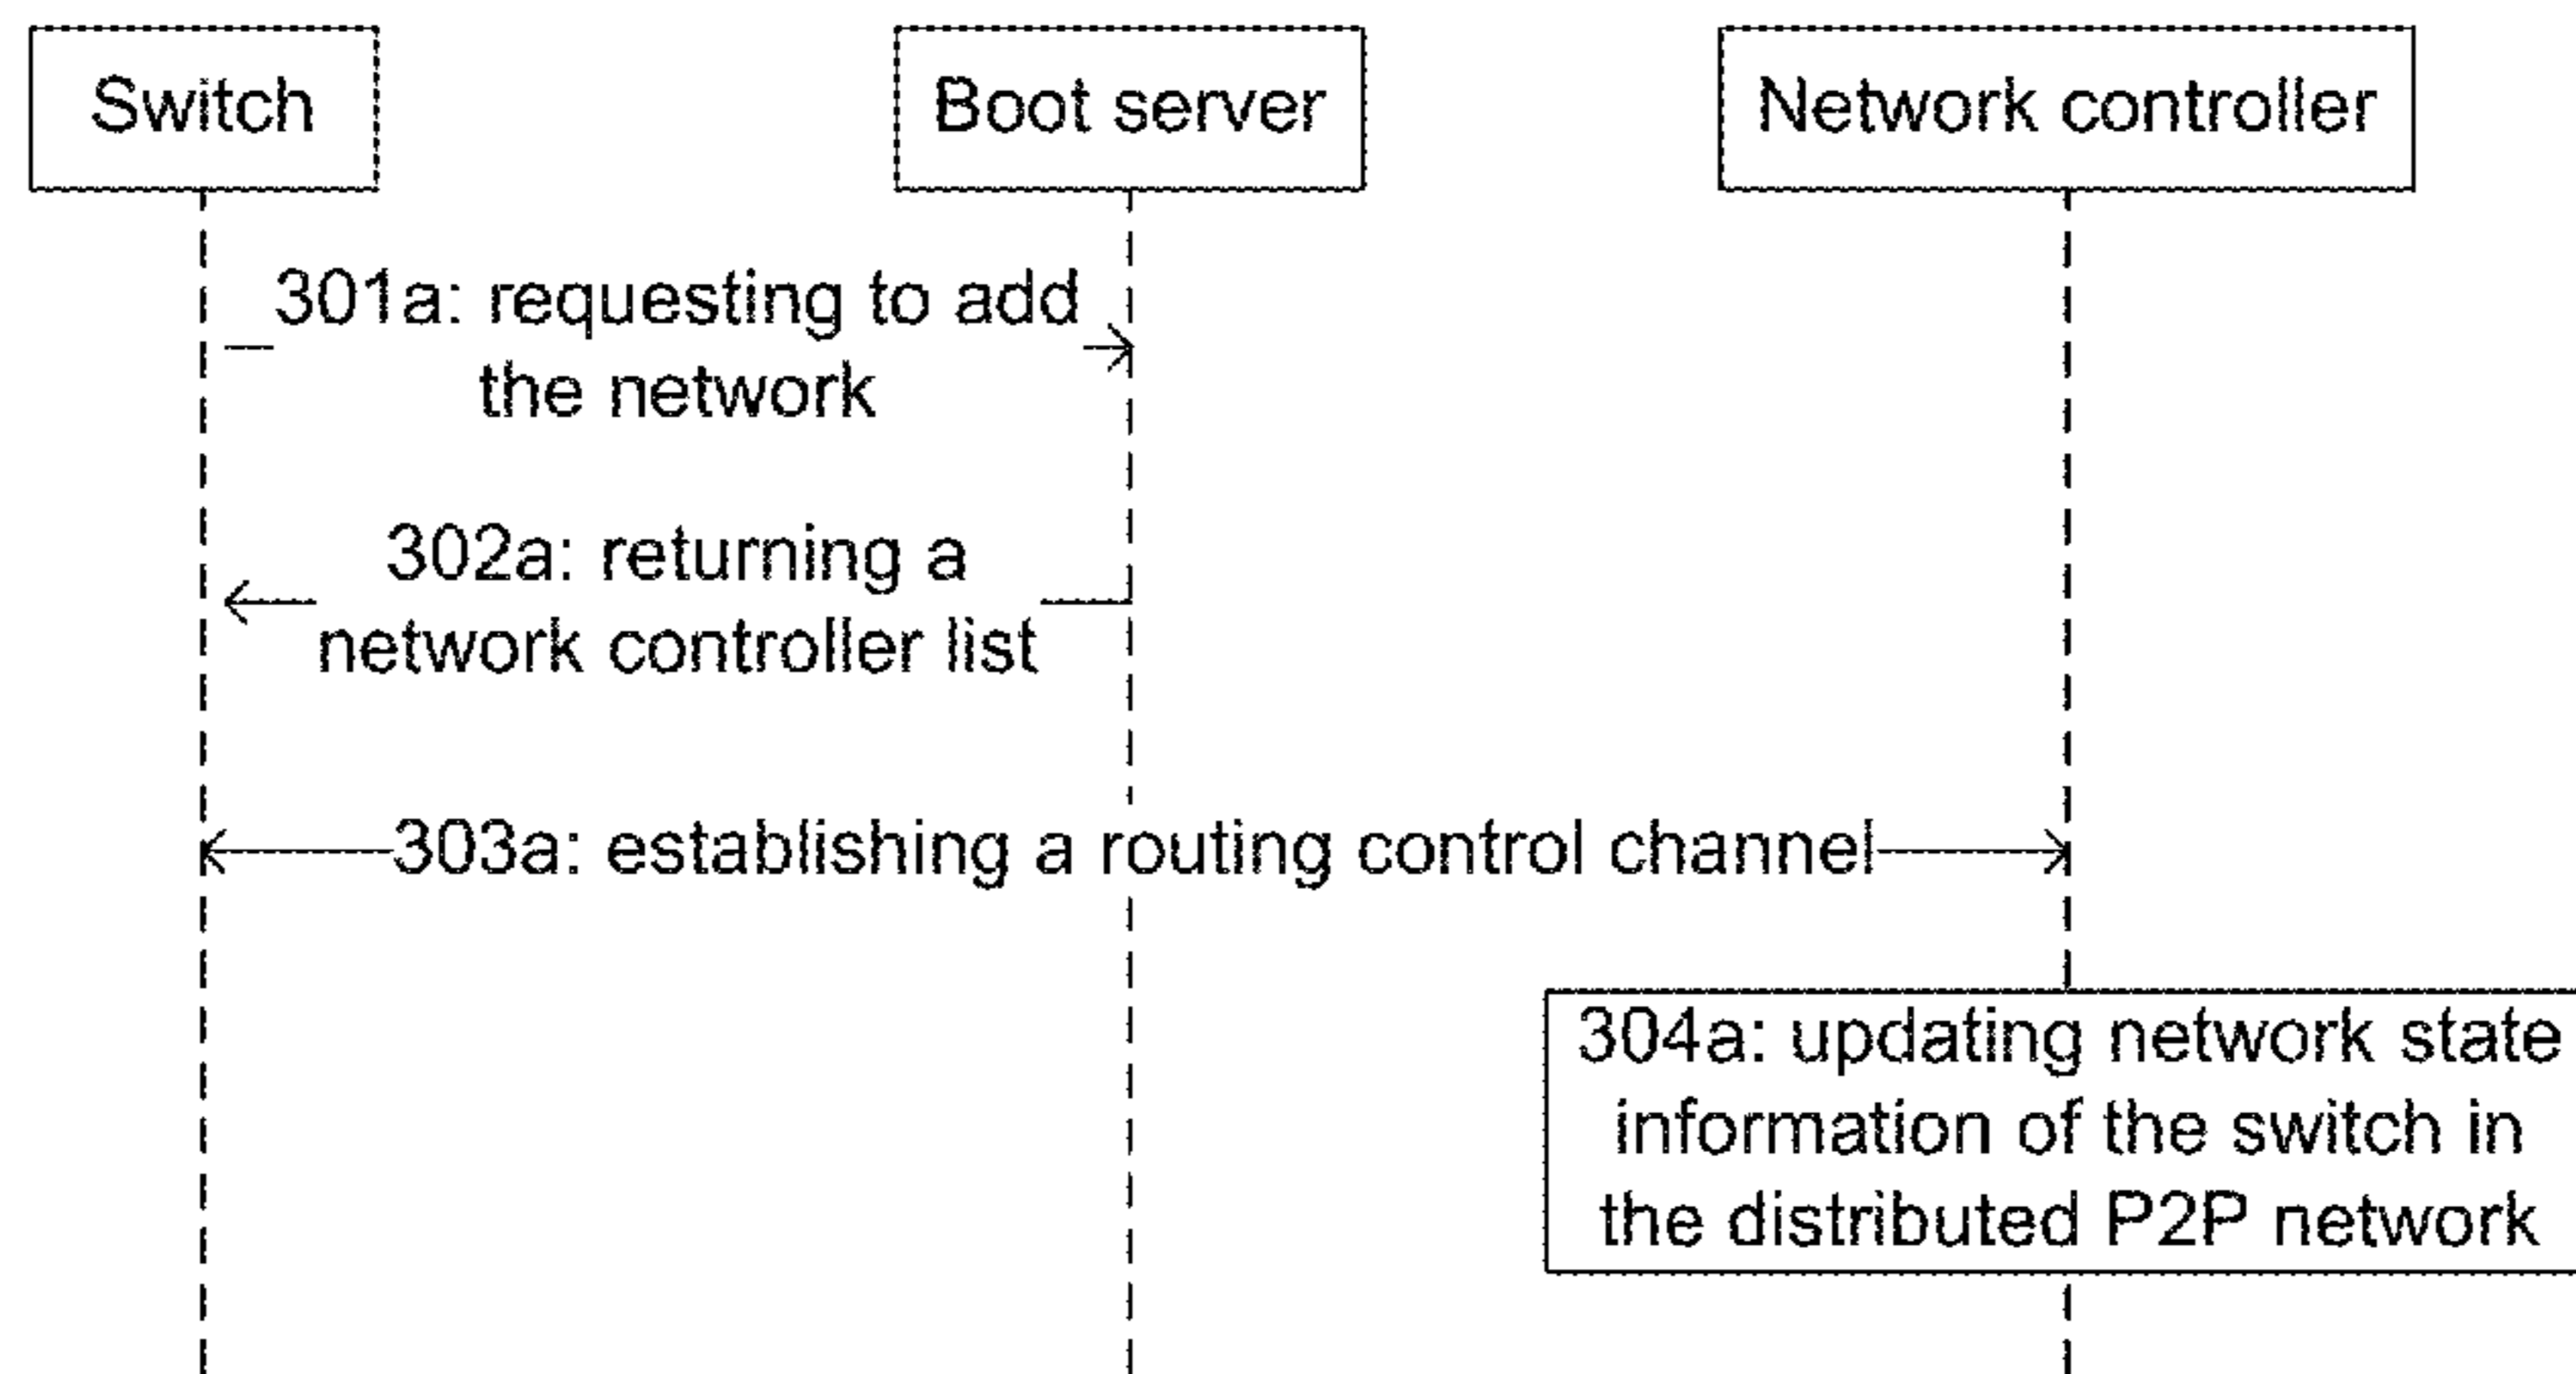 Switch
Boot server
Network controller
301a: requesting to add
the network
302a: returning a
network controller list
303a: establishing a routing control channel
304a: updating network state
information of the switch in
the distributed P2P network